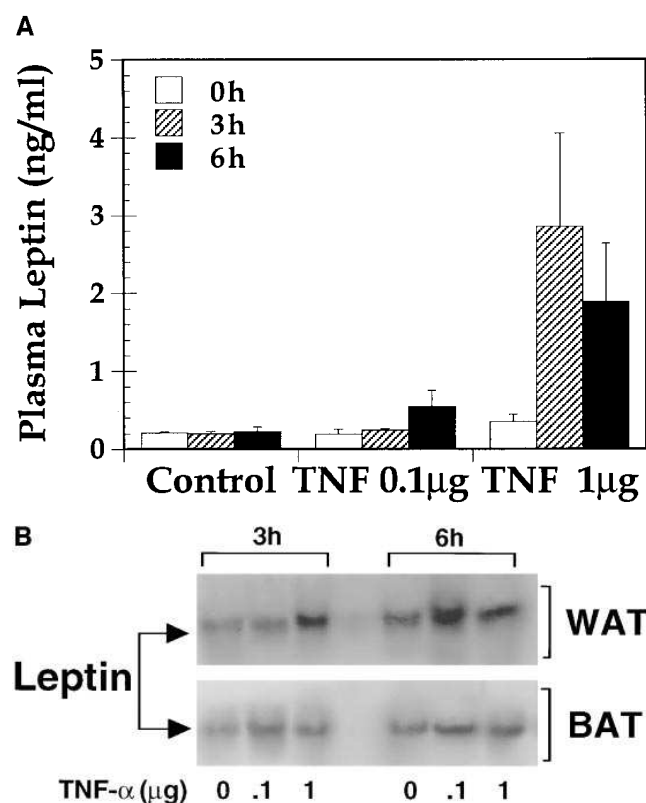 A
Plasma Leptin (ng/ml)
5
4
3
2
1
0
0h
3h
6h
Control TNF 0.1µg TNF 1µg
B
3h 6h
WAT
Leptin
BAT
TNF-α (µg) 0 .1 1 0 .1 1